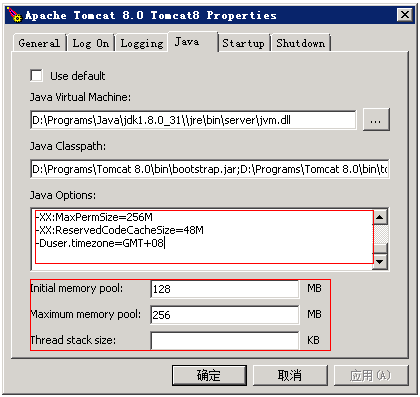 Apache Tomcat 8.0 Tomcat8 Properties
General Log On Logging Java Startup Shutdown
Use default
Java Virtual Machine:
D:\Programs\Java\jdk1.8.0_31\\jre\bin\server\jvm.dll ...
Java Classpath:
D:\Programs\Tomcat 8.0\bin\bootstrap.jar;D:\Programs\Tomcat 8.0\bin\to
Java Options:
-XX:MaxPermSize=256M
-XX:ReservedCodeCacheSize=48M
-Duser.timezone=GMT+08
Initial memory pool: 128 MB
Maximum memory pool: 256 MB
Thread stack size: KB
确定 取消 应用(A)